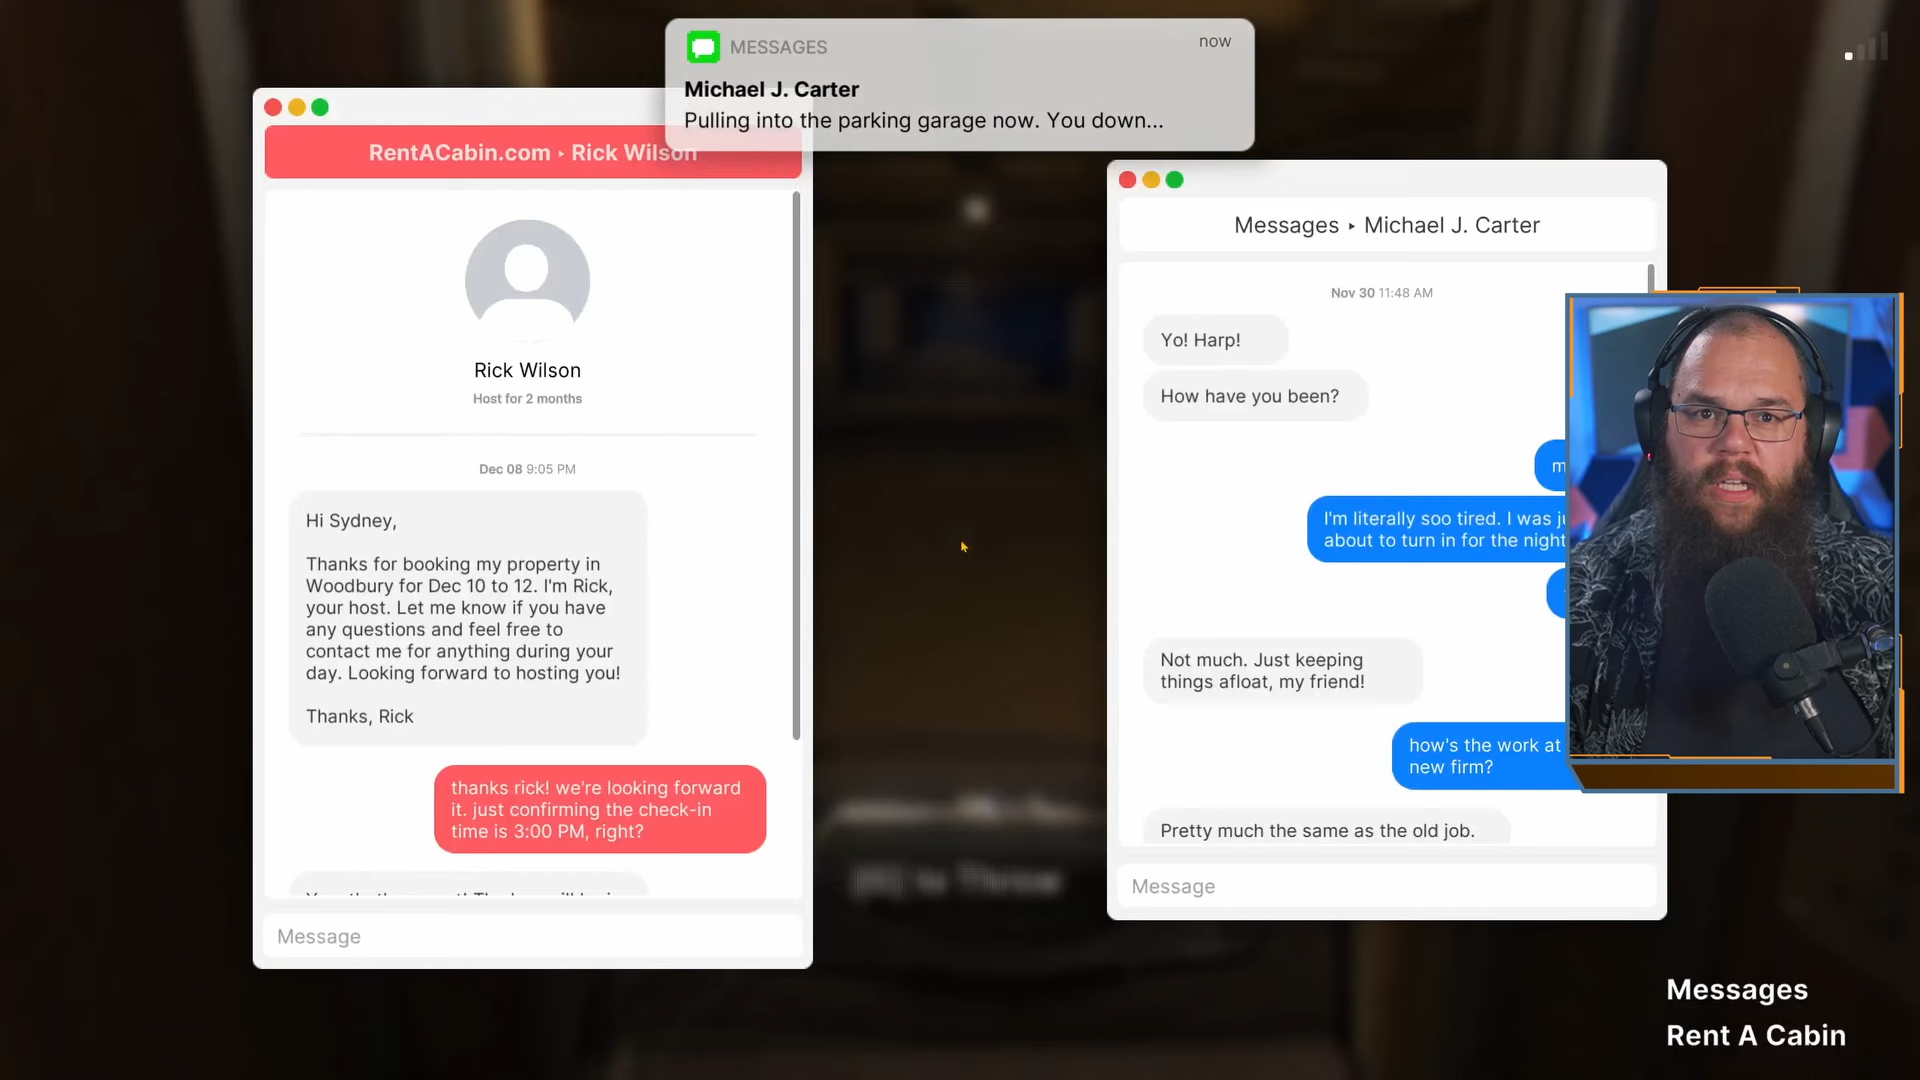 MESSAGES
now
Michael J. Carter
Pulling into the parking garage now. You down...
RentACabin.com ▸ Rick Wilson
Rick Wilson
Host for 2 months
Dec 08 9:05 PM
Hi Sydney,
Thanks for booking my property in
Woodbury for Dec 10 to 12. I'm Rick,
your host. Let me know if you have
any questions and feel free to
contact me for anything during your
day. Looking forward to hosting you!
Thanks, Rick
thanks rick! we're looking forward
it. just confirming the check-in
time is 3:00 PM, right?
Message
Messages ▸ Michael J. Carter
Nov 30 11:48 AM
Yo! Harp!
How have you been?
I'm literally soo tired. I was
about to turn in for the night
Not much. Just keeping
things afloat, my friend!
how's the work at
new firm?
Pretty much the same as the old job.
Message
to Throw
Messages
Rent A Cabin